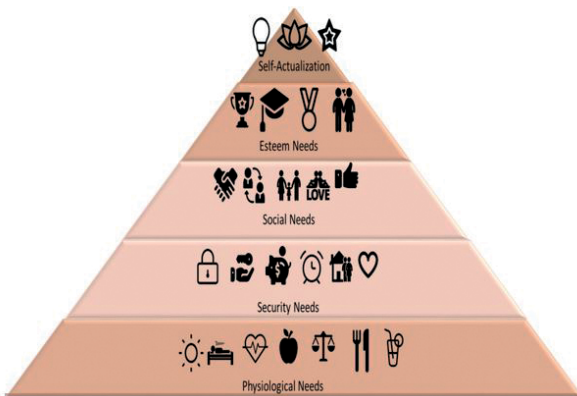 Self-Actualization
Esteem Needs
LOVE
Social Needs
$
Security Needs
Physiological Needs